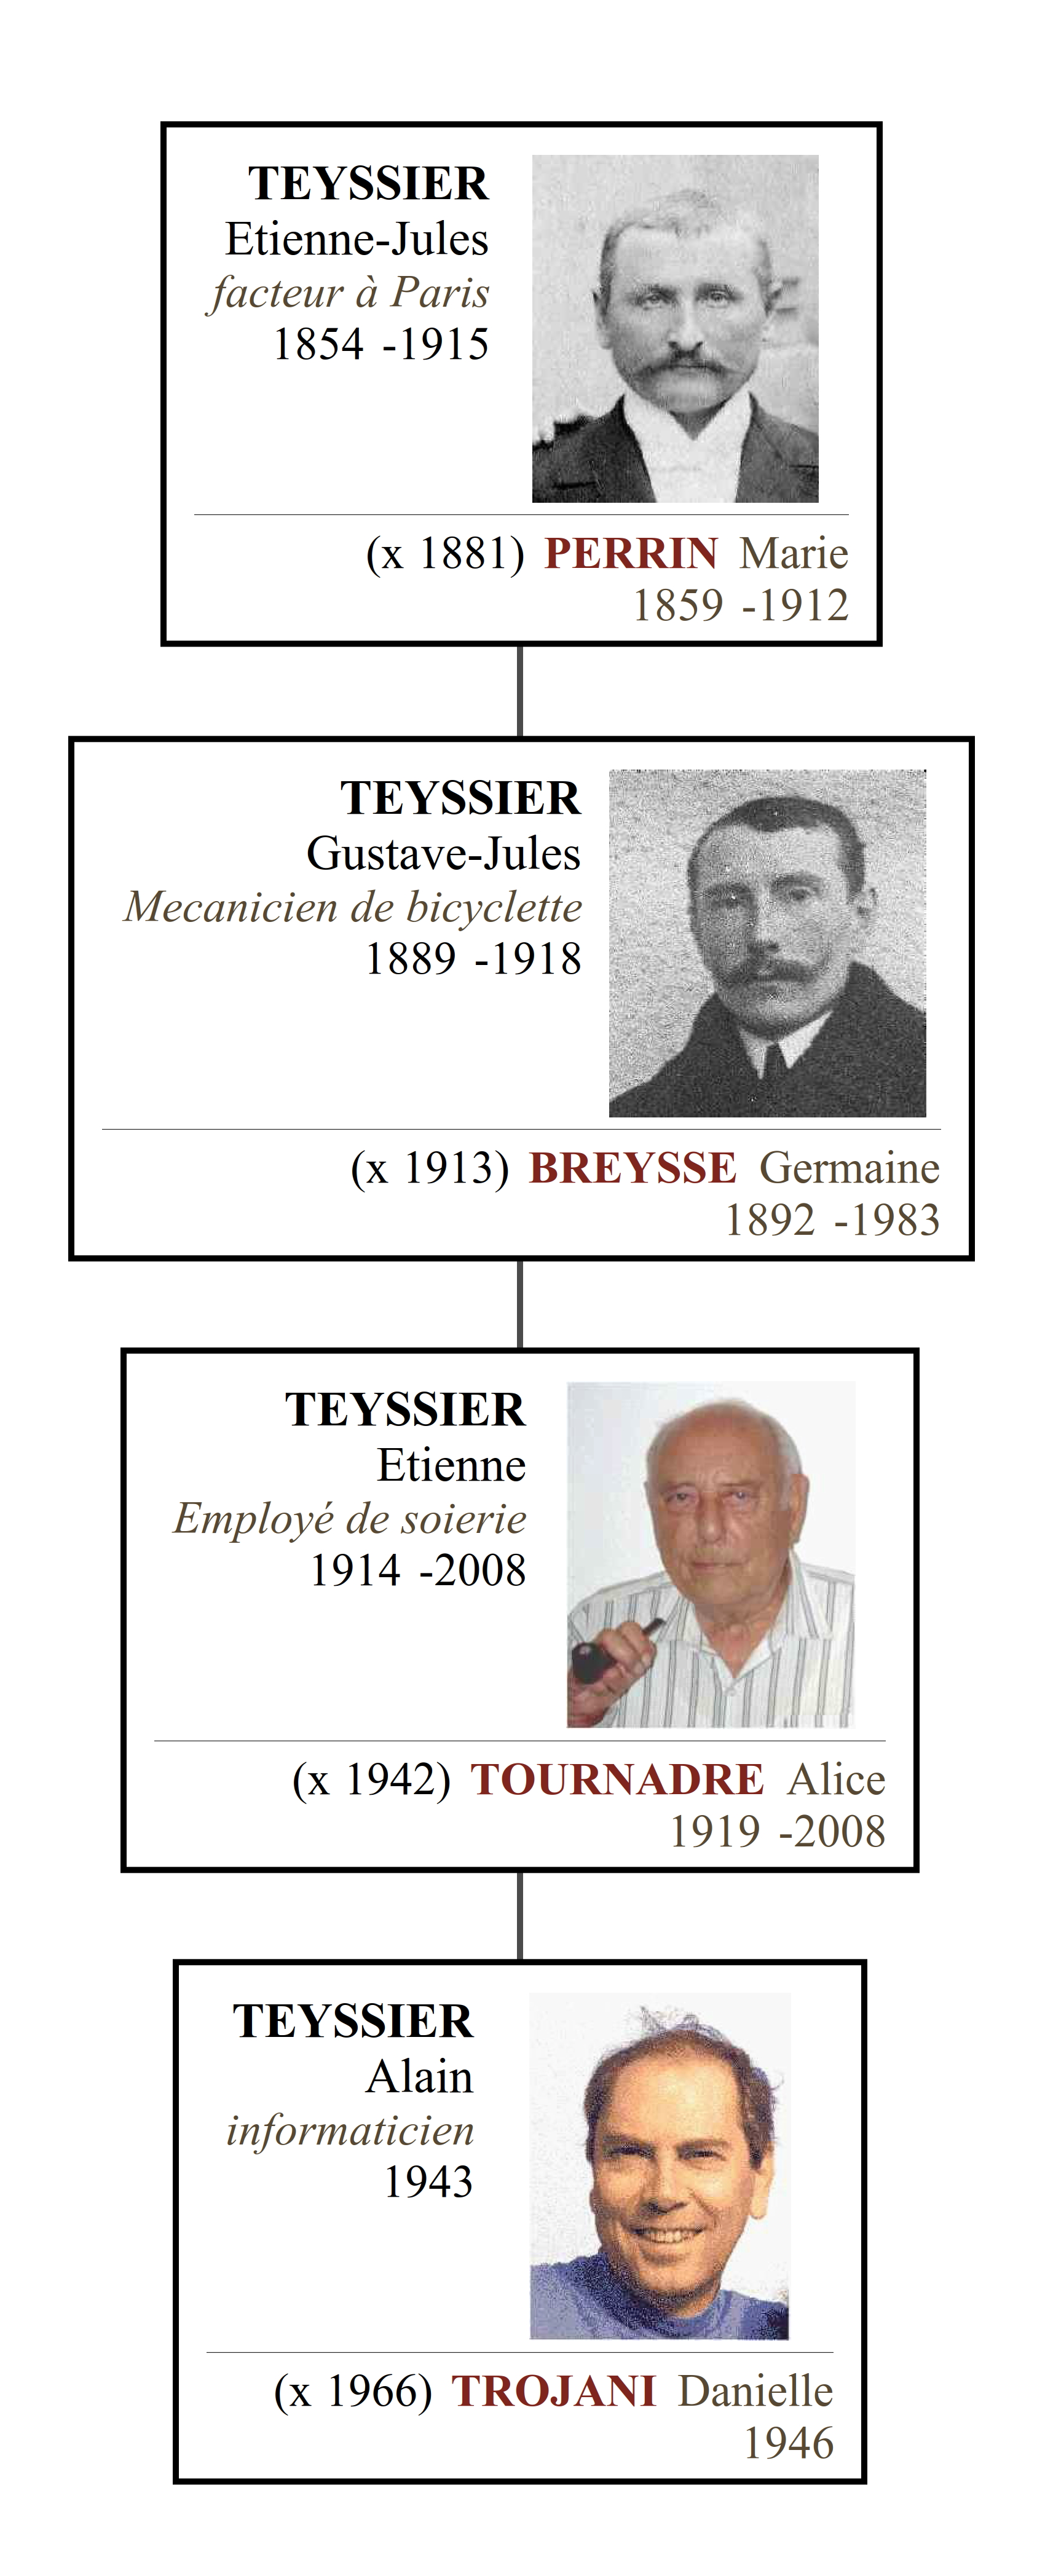 TEYSSIER
Etienne-Jules
facteur à Paris
1854 -1915
(x 1881) PERRIN Marie
1859 -1912
TEYSSIER
Gustave-Jules
Mecanicien de bicyclette
1889 -1918
(x 1913) BREYSSE Germaine
1892 -1983
TEYSSIER
Etienne
Employé de soierie
1914 -2008
(x 1942) TOURNADRE Alice
1919 -2008
TEYSSIER
Alain
informaticien
1943
(x 1966) TROJANI Danielle
1946